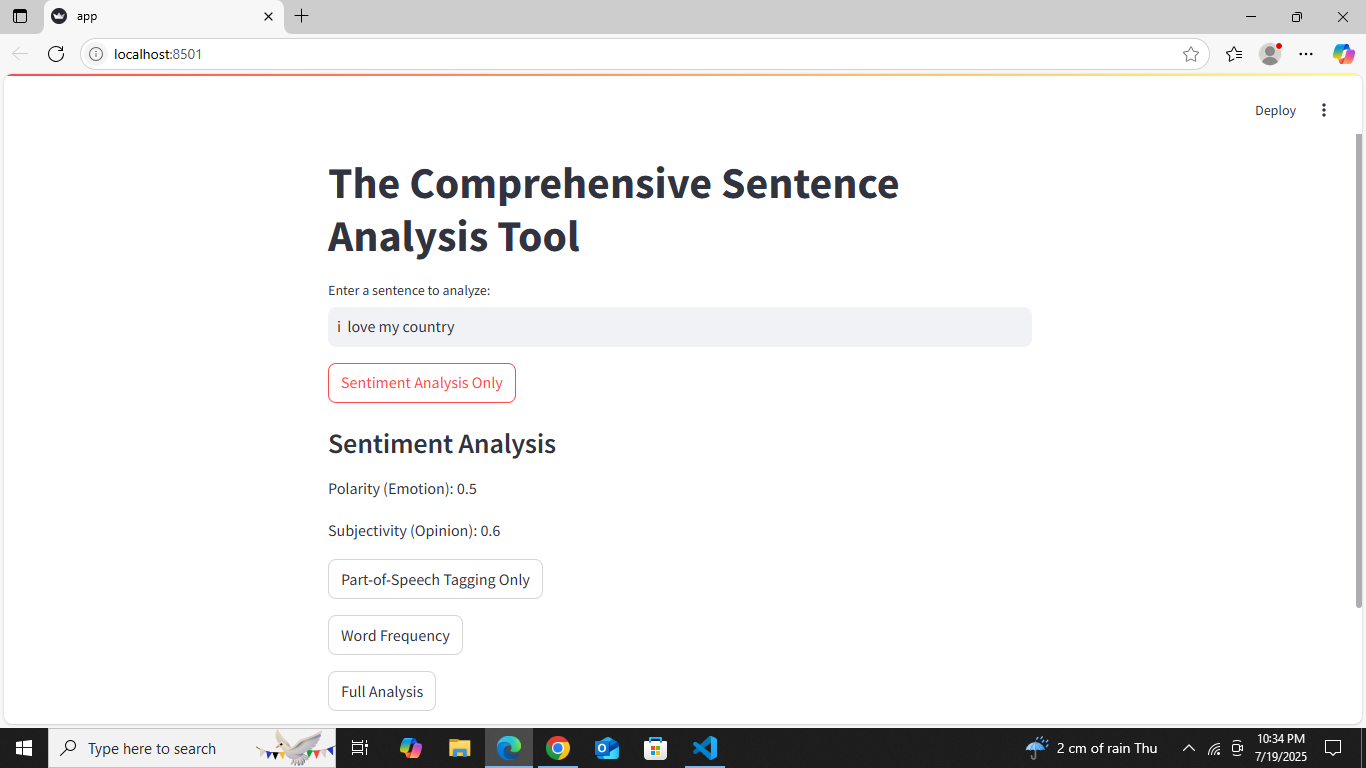 app
localhost:8501
Deploy
The Comprehensive Sentence
Analysis Tool
Enter a sentence to analyze:
i  love my country
Sentiment Analysis Only
Sentiment Analysis
Polarity (Emotion): 0.5
Subjectivity (Opinion): 0.6
Part-of-Speech Tagging Only
Word Frequency
Full Analysis
Type here to search
2 cm of rain Thu
10:34 PM
7/19/2025